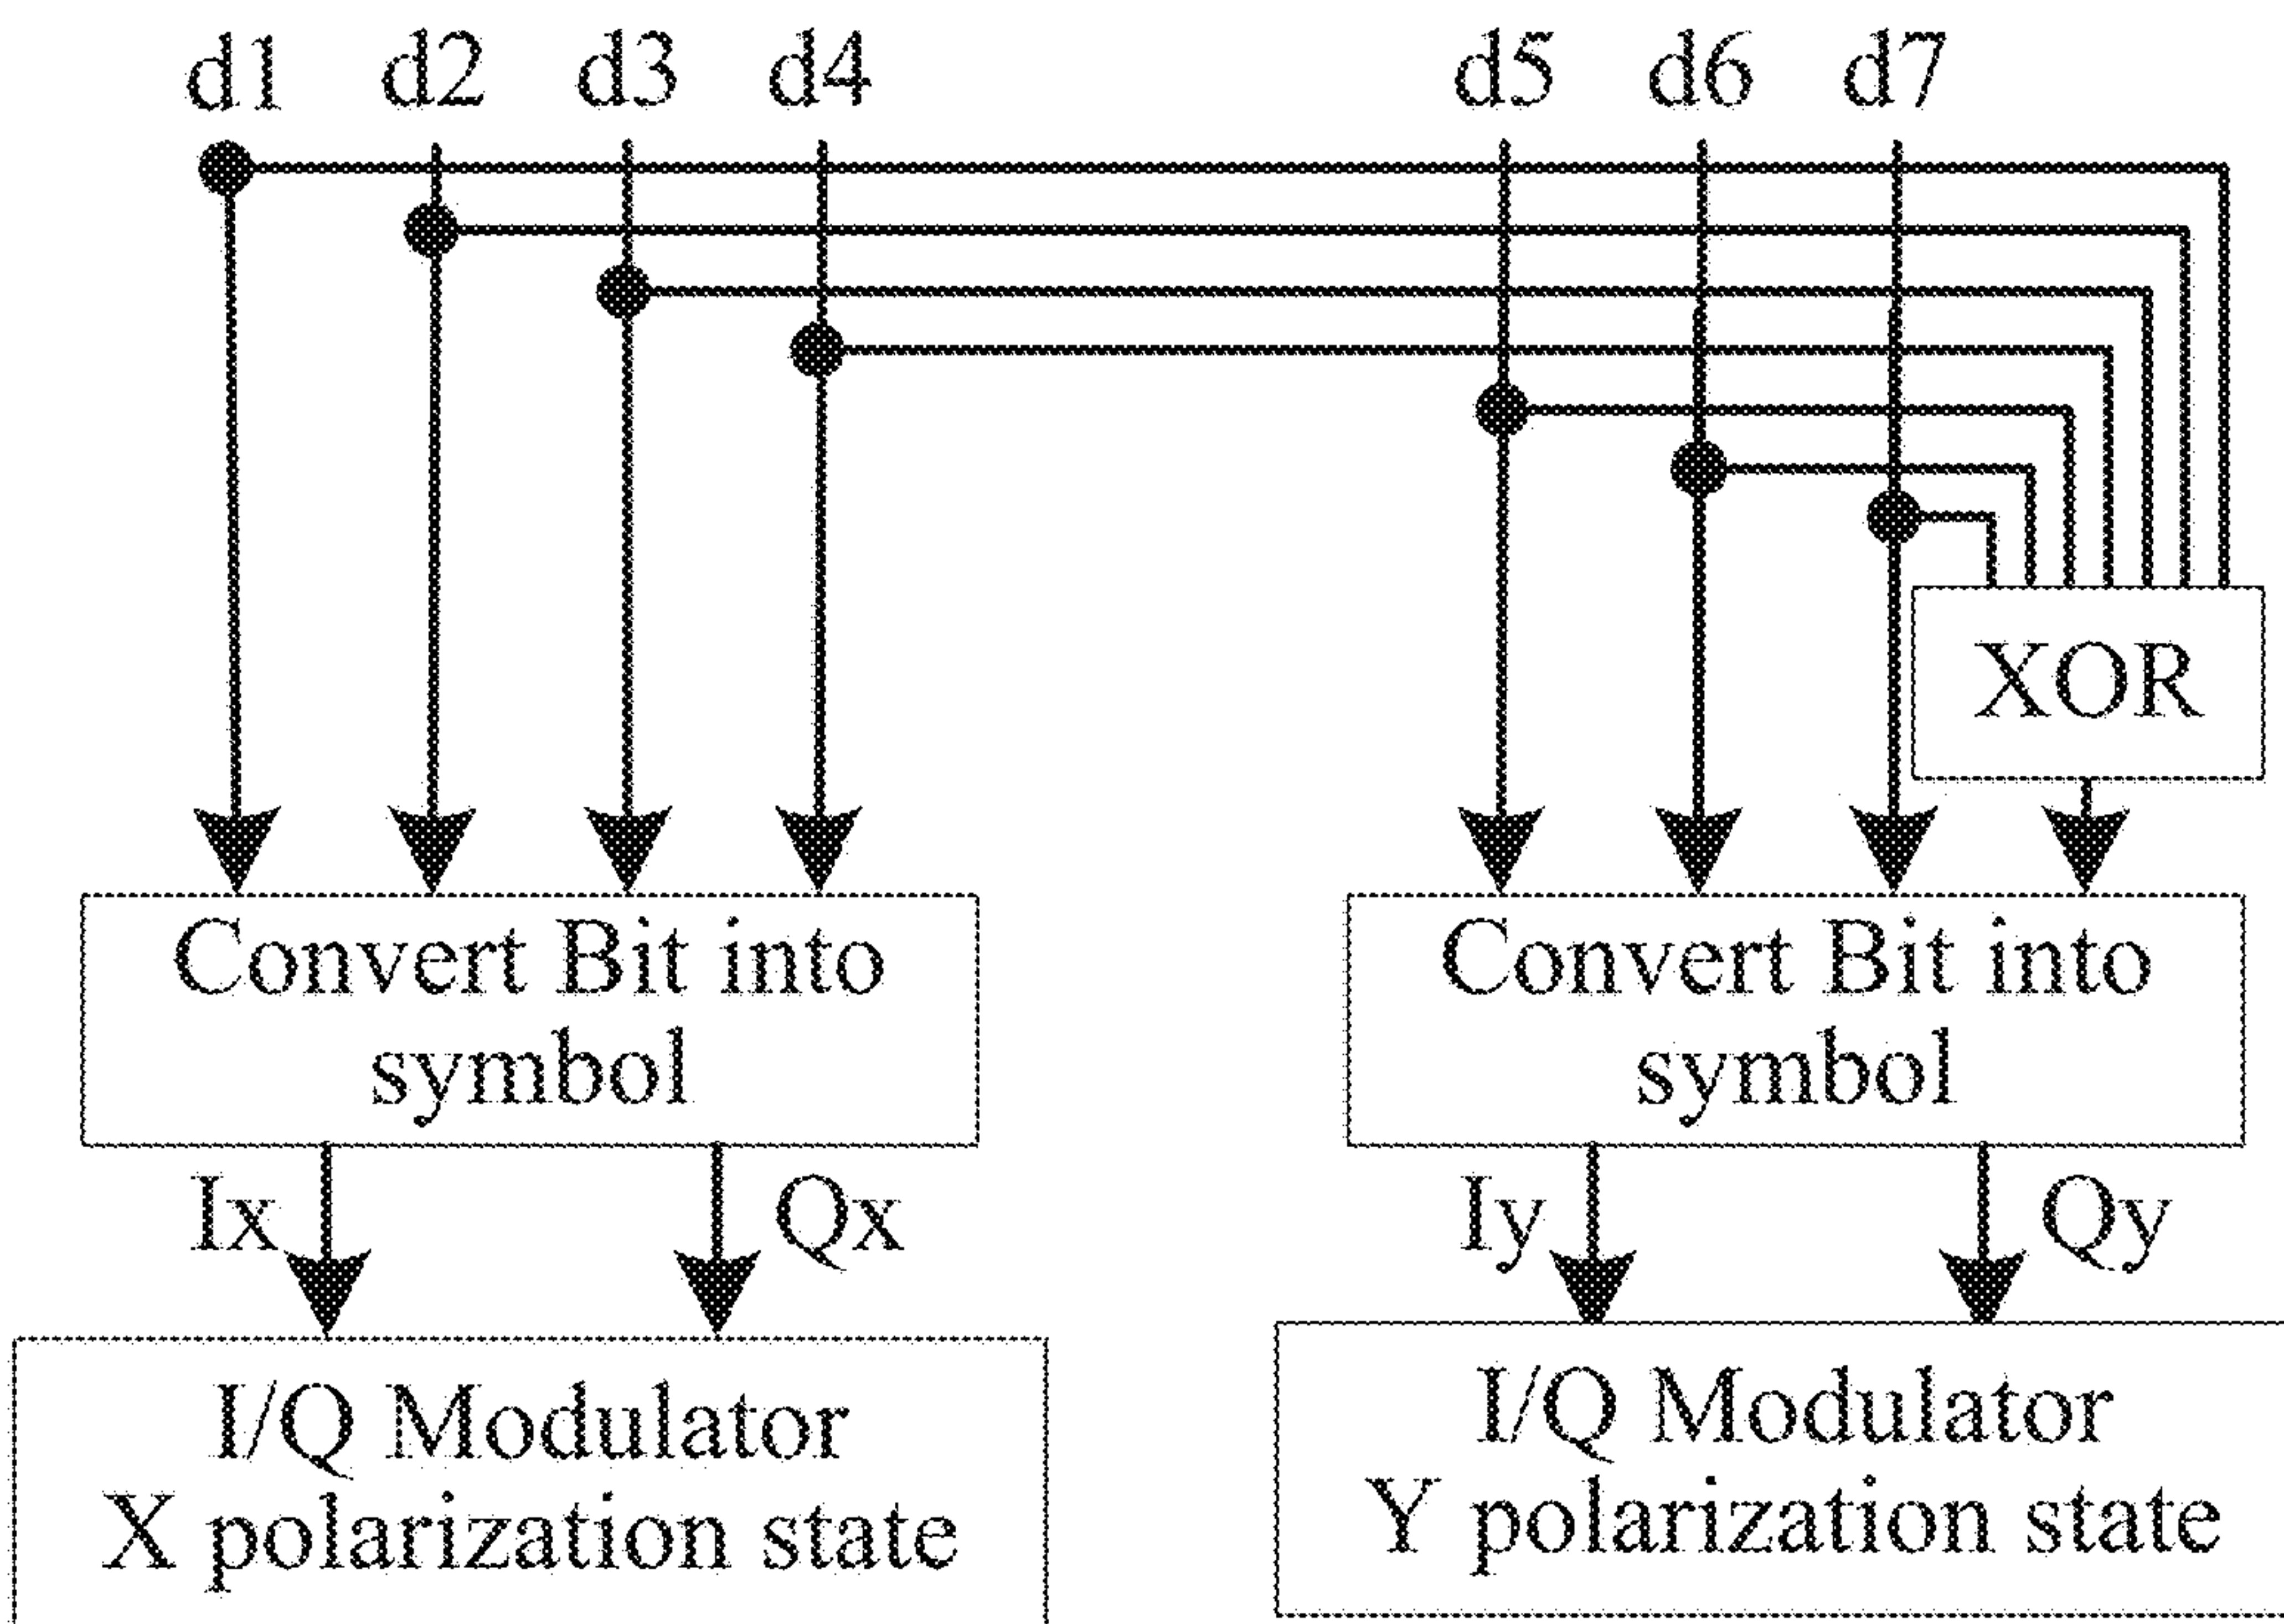 d1 d2 d3 d4 d5 d6 d7
XOR
Convert Bit into
symbol
Convert Bit into
symbol
Ix Qx Iy Qy
I/Q Modulator
X polarization state
I/Q Modulator
Y polarization state